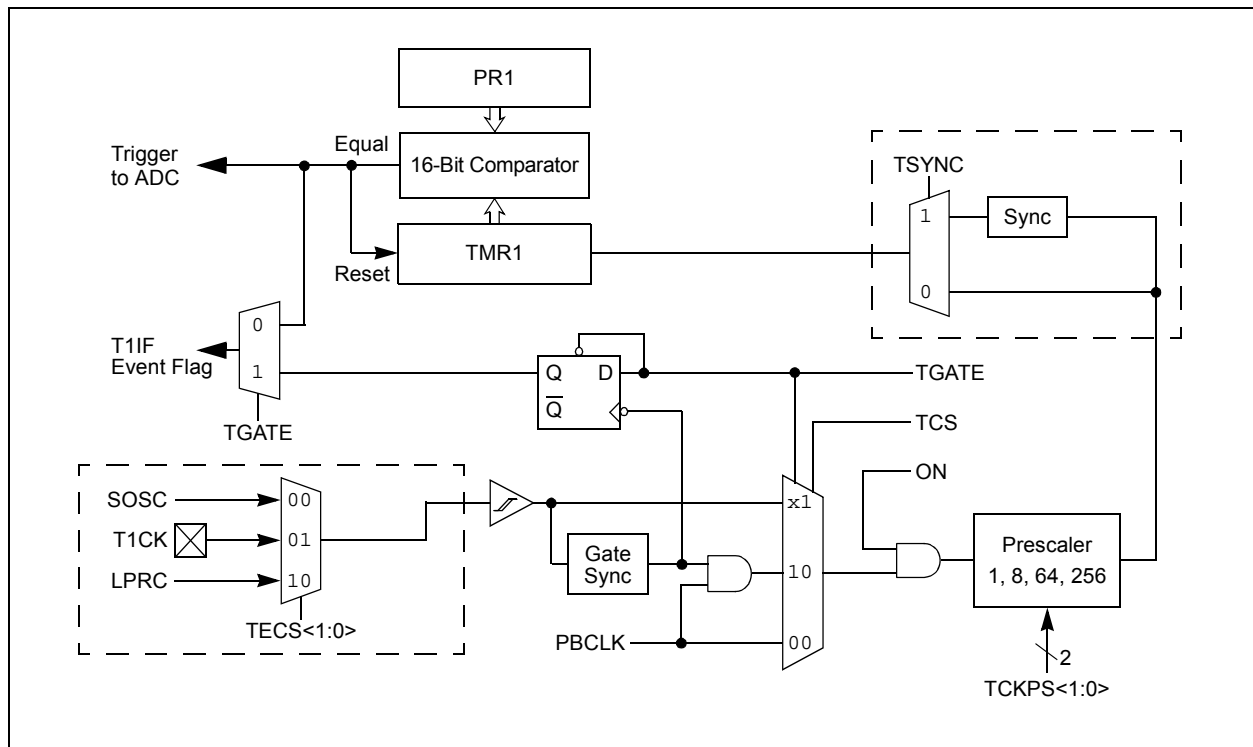 PR1
Equal
16-Bit Comparator
Trigger
to ADC
TSYNC
1
Sync
TMR1
Reset
0
0
T1IF
Event Flag
1
Q
D
Q
TGATE
TGATE
TCS
ON
SOSC
00
T1CK
01
LPRC
10
TECS<1:0>
x1
Gate
Sync
10
PBCLK
00
Prescaler
1, 8, 64, 256
2
TCKPS<1:0>